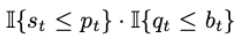 𝕀{s_t ≤ p_t} · 𝕀{q_t ≤ b_t}